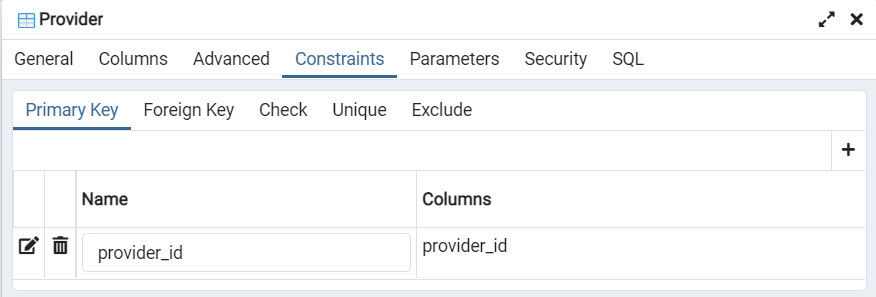 Provider
General Columns Advanced Constraints Parameters Security SQL
Primary Key Foreign Key Check Unique Exclude
Name Columns
provider_id provider_id